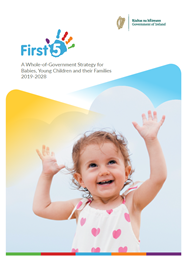 Rialtas na hÉireann
Government of Ireland
First 5
A Whole-of-Government Strategy for
Babies, Young Children and their Families
2019-2028